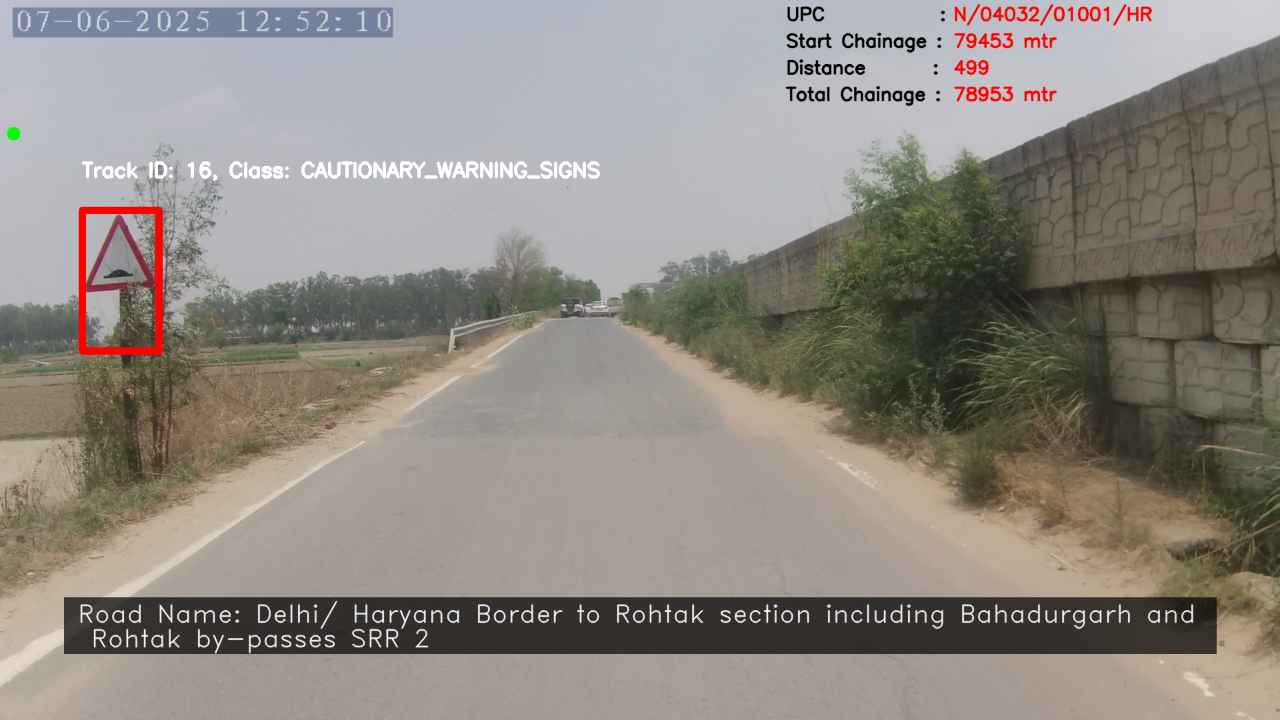 07-06-2025 12:52:10
UPC : N/04032/01001/HR
Start Chainage : 79453 mtr
Distance : 499
Total Chainage : 78953 mtr
Track ID: 16, Class: CAUTIONARY_WARNING_SIGNS
Road Name: Delhi/ Haryana Border to Rohtak section including Bahadurgarh and
Rohtak by-passes SRR 2